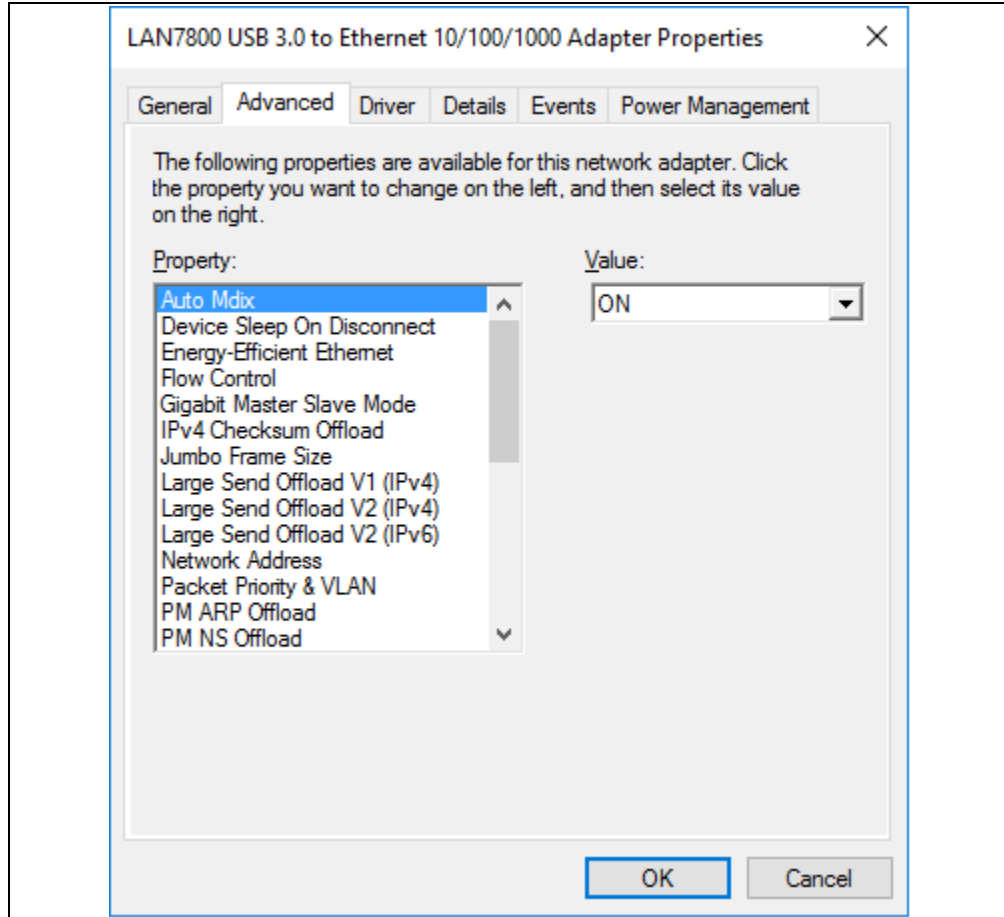 LAN7800 USB 3.0 to Ethernet 10/100/1000 Adapter Properties
General Advanced Driver Details Events Power Management
The following properties are available for this network adapter. Click
the property you want to change on the left, and then select its value
on the right.
Property:
Value:
Auto Mdix
ON
Device Sleep On Disconnect
Energy-Efficient Ethernet
Flow Control
Gigabit Master Slave Mode
IPv4 Checksum Offload
Jumbo Frame Size
Large Send Offload V1 (IPv4)
Large Send Offload V2 (IPv4)
Large Send Offload V2 (IPv6)
Network Address
Packet Priority & VLAN
PM ARP Offload
PM NS Offload
OK
Cancel